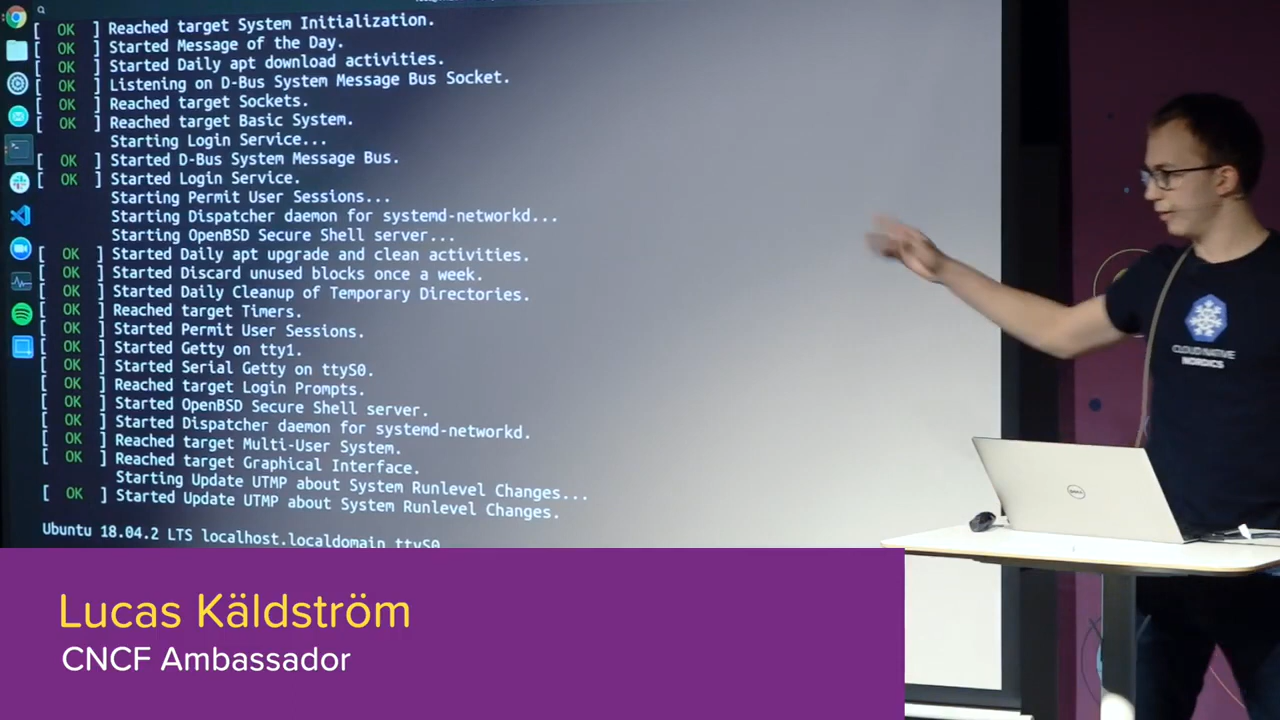 [ OK ] Reached target System Initialization.
[ OK ] Started Message of the Day.
[ OK ] Started Daily apt download activities.
[ OK ] Listening on D-Bus System Message Bus Socket.
[ OK ] Reached target Sockets.
[ OK ] Reached target Basic System.
Starting Login Service...
[ OK ] Started D-Bus System Message Bus.
[ OK ] Started Login Service.
Starting Permit User Sessions...
Starting Dispatcher daemon for systemd-networkd...
Starting OpenBSD Secure Shell server...
[ OK ] Started Daily apt upgrade and clean activities.
[ OK ] Started Discard unused blocks once a week.
[ OK ] Started Daily Cleanup of Temporary Directories.
[ OK ] Reached target Timers.
[ OK ] Started Permit User Sessions.
[ OK ] Started Getty on tty1.
[ OK ] Started Serial Getty on ttyS0.
[ OK ] Reached target Login Prompts.
[ OK ] Started OpenBSD Secure Shell server.
[ OK ] Started Dispatcher daemon for systemd-networkd.
[ OK ] Reached target Multi-User System.
[ OK ] Reached target Graphical Interface.
Starting Update UTMP about System Runlevel Changes...
[ OK ] Started Update UTMP about System Runlevel Changes.
Ubuntu 18.04.2 LTS localhost.localdomain ttyS0
CLOUD NATIVE
NORDICS
DELL
Lucas Käldström
CNCF Ambassador